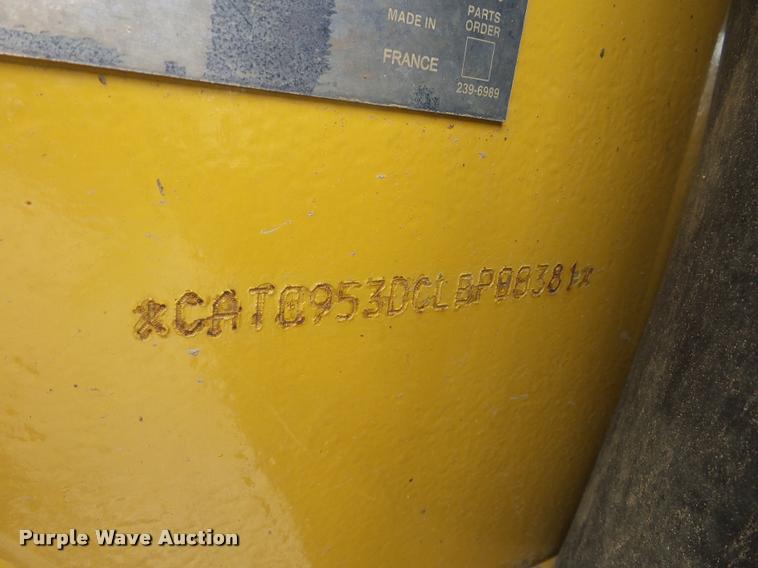 MADE IN
FRANCE
PARTS
ORDER
239-6989
*CAT0953DCLBP00381*
Purple Wave Auction®